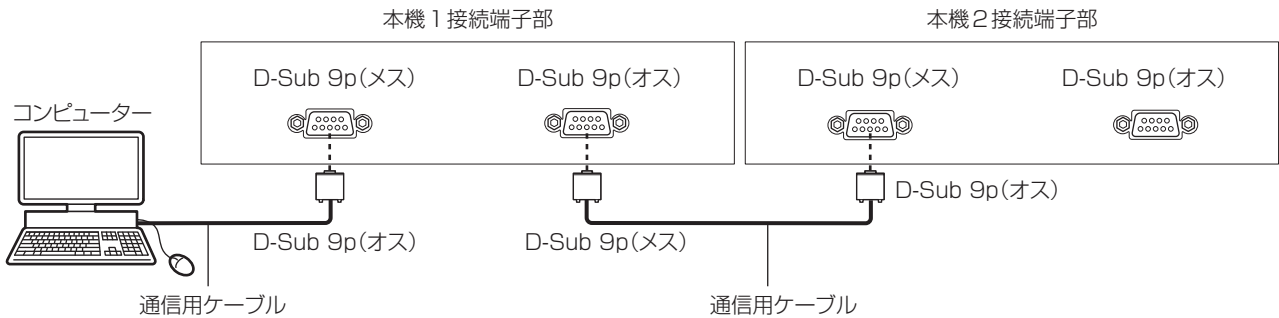 本機1接続端子部
本機2接続端子部
D-Sub 9p(メス)
D-Sub 9p(オス)
D-Sub 9p(メス)
D-Sub 9p(オス)
コンピューター
D-Sub 9p(オス)
D-Sub 9p(オス)
D-Sub 9p(メス)
通信用ケーブル
通信用ケーブル